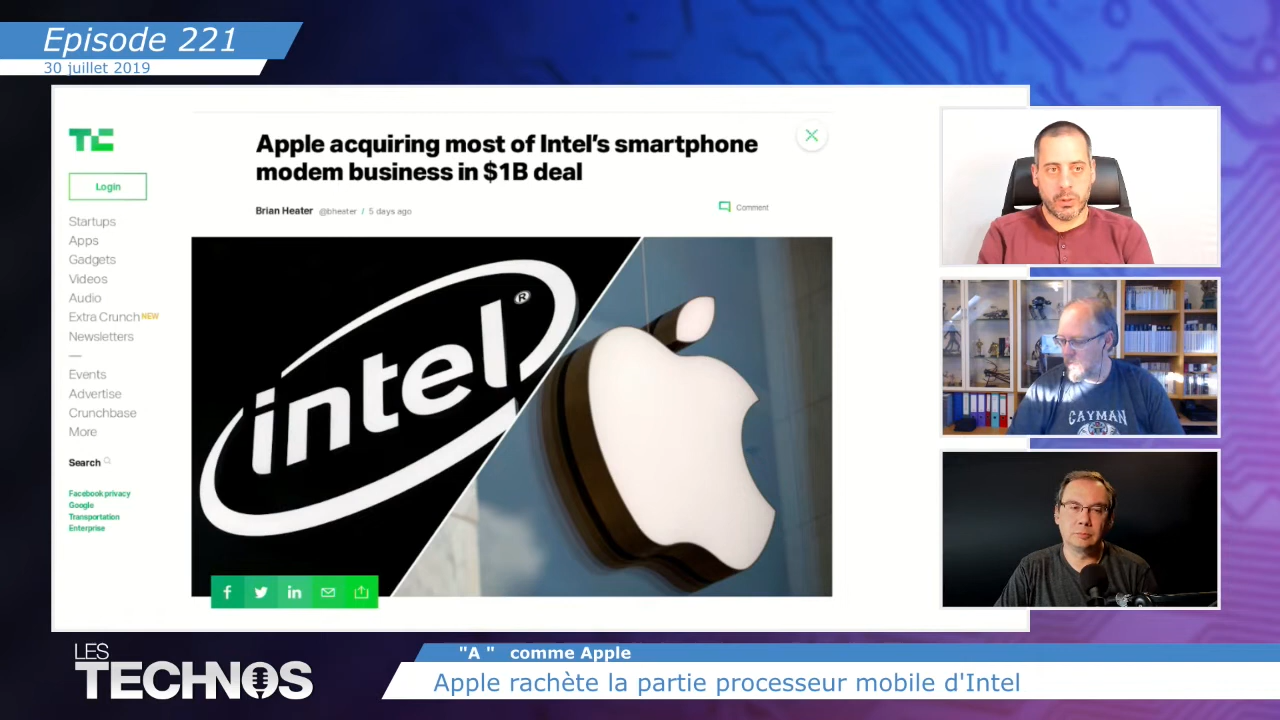 Episode 221
30 juillet 2019
TC
Login
Startups
Apps
Gadgets
Videos
Audio
Extra Crunch NEW
Newsletters
—
Events
Advertise
Crunchbase
More
Search
Facebook privacy
Google
Transportation
Enterprise
Apple acquiring most of Intel's smartphone
modem business in $1B deal
Brian Heater @bheater / 5 days ago
Comment
intel®
CAYMAN
LES
TECHNOS
"A " comme Apple
Apple rachète la partie processeur mobile d'Intel